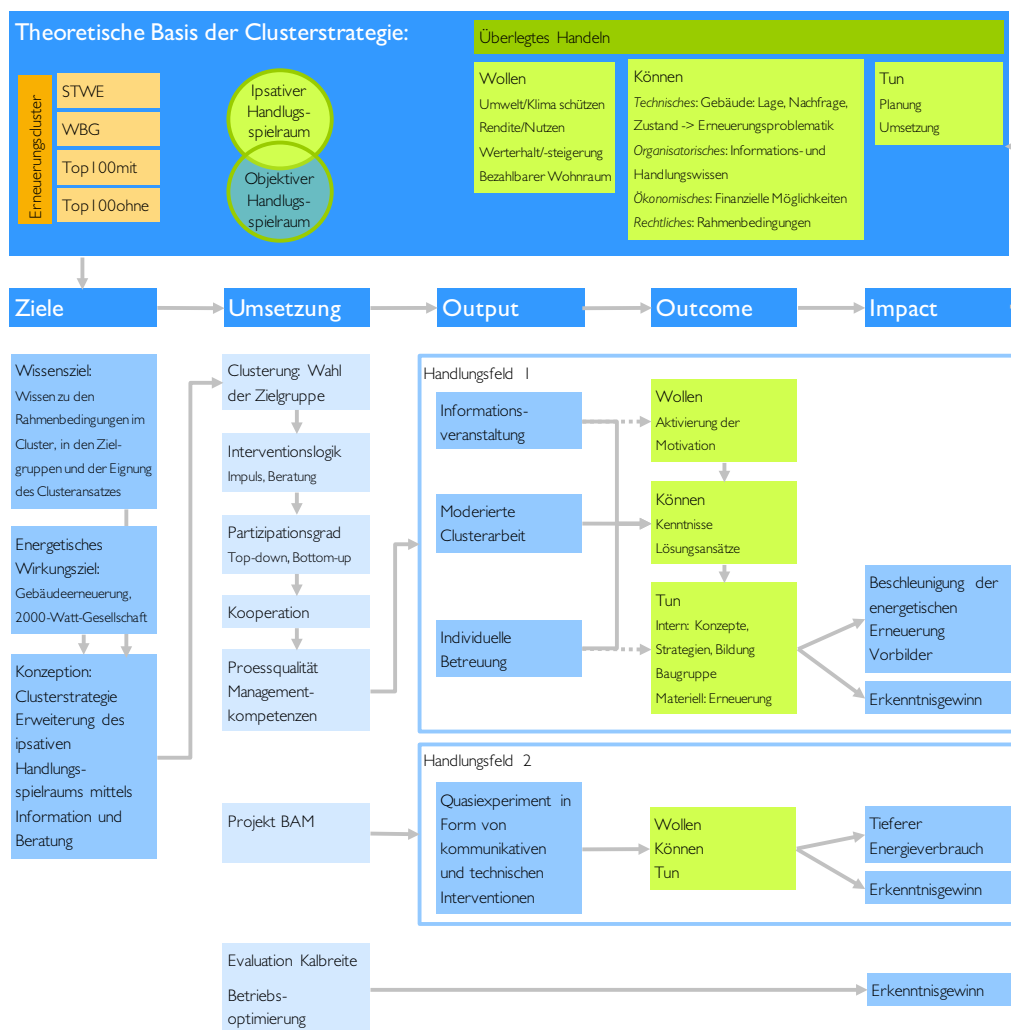 Theoretische Basis der Clusterstrategie:
Erneuerungscluster
STWE
WBG
Top100mit
Top100ohne
Ipsativer
Handlugs-
spielraum
Objektiver
Handlugs-
spielraum
Überlegtes Handeln
Wollen
Umwelt/Klima schützen
Rendite/Nutzen
Werterhalt/-steigerung
Bezahlbarer Wohnraum
Können
Technisches: Gebäude: Lage, Nachfrage,
Zustand -> Erneuerungsproblematik
Organisatorisches: Informations- und
Handlungswissen
Ökonomisches: Finanzielle Möglichkeiten
Rechtliches: Rahmenbedingungen
Tun
Planung
Umsetzung
Ziele
Umsetzung
Output
Outcome
Impact
Wissensziel:
Wissen zu den
Rahmenbedingungen im
Cluster, in den Ziel-
gruppen und der Eignung
des Clusteransatzes
Energetisches
Wirkungsziel:
Gebäudeerneuerung,
2000-Watt-Gesellschaft
Konzeption:
Clusterstrategie
Erweiterung des
ipsativen
Handlungs-
spielraums mittels
Information und
Beratung
Clusterung: Wahl
der Zielgruppe
Interventionslogik
Impuls, Beratung
Partizipationsgrad
Top-down, Bottom-up
Kooperation
Proessqualität
Management-
kompetenzen
Projekt BAM
Evaluation Kalbreite
Betriebs-
optimierung
Handlungsfeld 1
Informations-
veranstaltung
Moderierte
Clusterarbeit
Individuelle
Betreuung
Wollen
Aktivierung der
Motivation
Können
Kenntnisse
Lösungsansätze
Tun
Intern: Konzepte,
Strategien, Bildung
Baugruppe
Materiell: Erneuerung
Beschleunigung der
energetischen
Erneuerung
Vorbilder
Erkenntnisgewinn
Handlungsfeld 2
Quasiexperiment in
Form von
kommunikativen
und technischen
Interventionen
Wollen
Können
Tun
Tieferer
Energieverbrauch
Erkenntnisgewinn
Erkenntnisgewinn